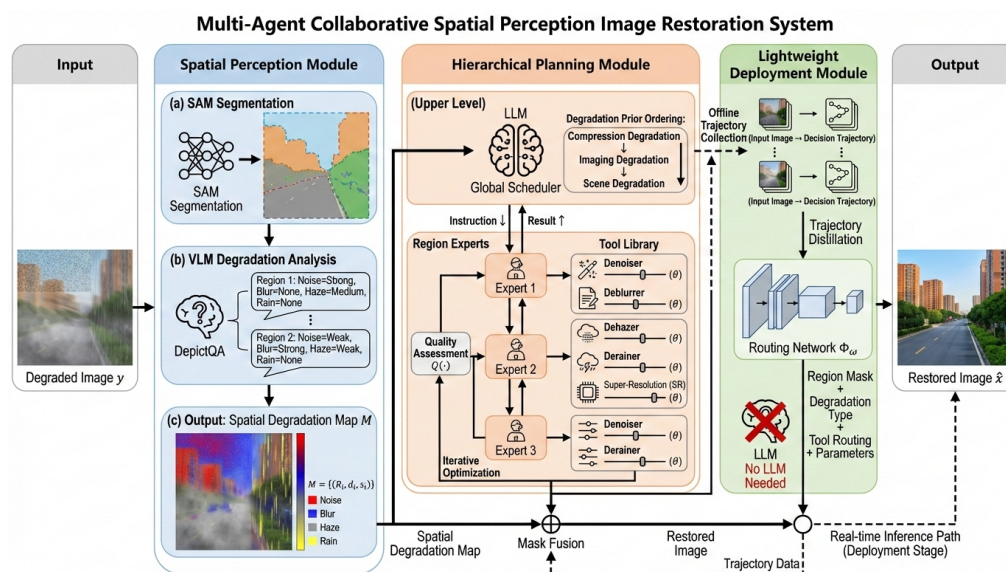 Multi-Agent Collaborative Spatial Perception Image Restoration System
Input
Degraded Image y
Spatial Perception Module
(a) SAM Segmentation
SAM
Segmentation
(b) VLM Degradation Analysis
DepictQA
Region 1: Noise=Strong,
Blur=None, Haze=Medium,
Rain=None
Region 2: Noise=Weak,
Blur=Strong, Haze=Weak,
Rain=None
(c) Output: Spatial Degradation Map M
M = {(Rᵢ, dᵢ, sᵢ)}
Noise
Blur
Haze
Rain
Hierarchical Planning Module
(Upper Level)
LLM
Global Scheduler
Degradation Prior Ordering:
Compression Degradation
Imaging Degradation
Scene Degradation
Instruction ↓
Result ↑
Region Experts
Tool Library
Expert 1
Expert 2
Expert 3
Quality
Assessment
Q(·)
Iterative
Optimization
Denoiser
(θ)
Deblurrer
(θ)
Dehazer
(θ)
Derainer
(θ)
Super-Resolution (SR)
(θ)
Denoiser
(θ)
Derainer
(θ)
Spatial
Degradation Map
Mask Fusion
Restored
Image
Offline
Trajectory
Collection
Lightweight
Deployment Module
(Input Image → Decision Trajectory)
(Input Image → Decision Trajectory)
Trajectory
Distillation
Routing Network Φω
LLM
No LLM
Needed
Region Mask
+
Degradation
Type
+
Tool Routing
+ Parameters
Trajectory Data
Real-time Inference Path
(Deployment Stage)
Output
Restored Image x̂